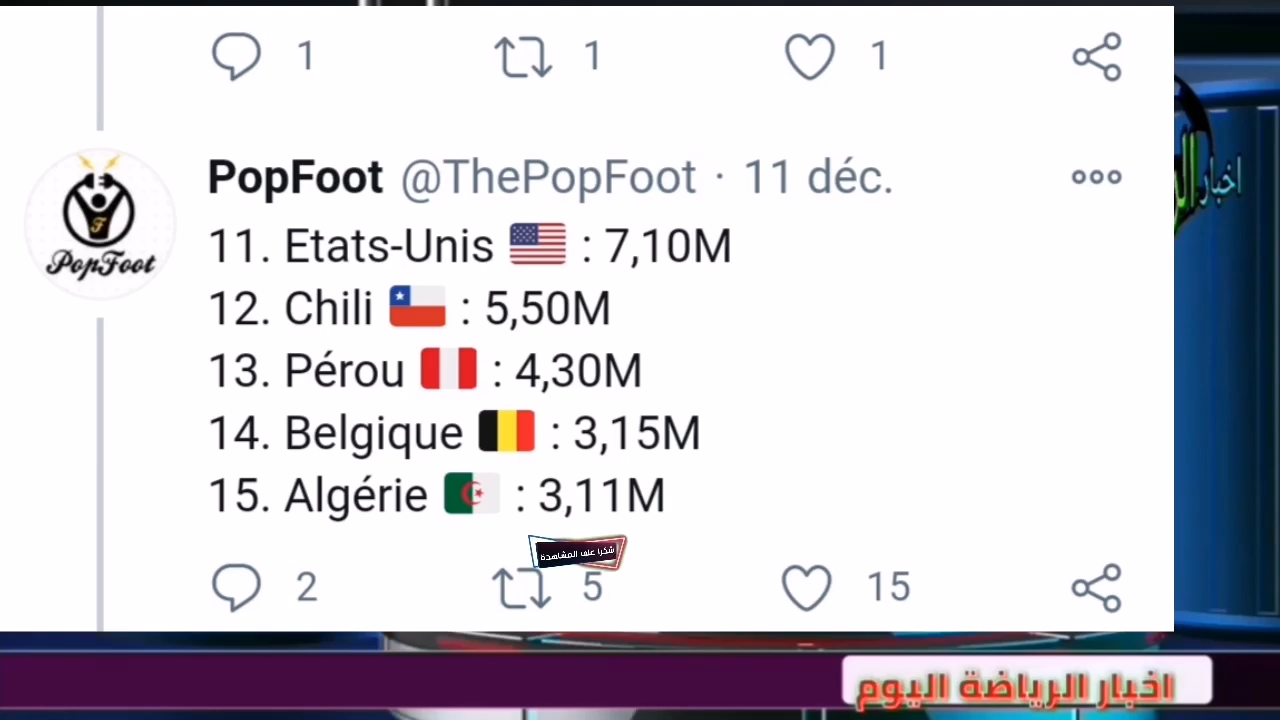 1 1 1
PopFoot @ThePopFoot · 11 déc.
11. Etats-Unis : 7,10M
12. Chili : 5,50M
13. Pérou : 4,30M
14. Belgique : 3,15M
15. Algérie : 3,11M
F
PopFoot
اخبار
شكرا على المشاهدة
2 5 15
اخبار الرياضة اليوم